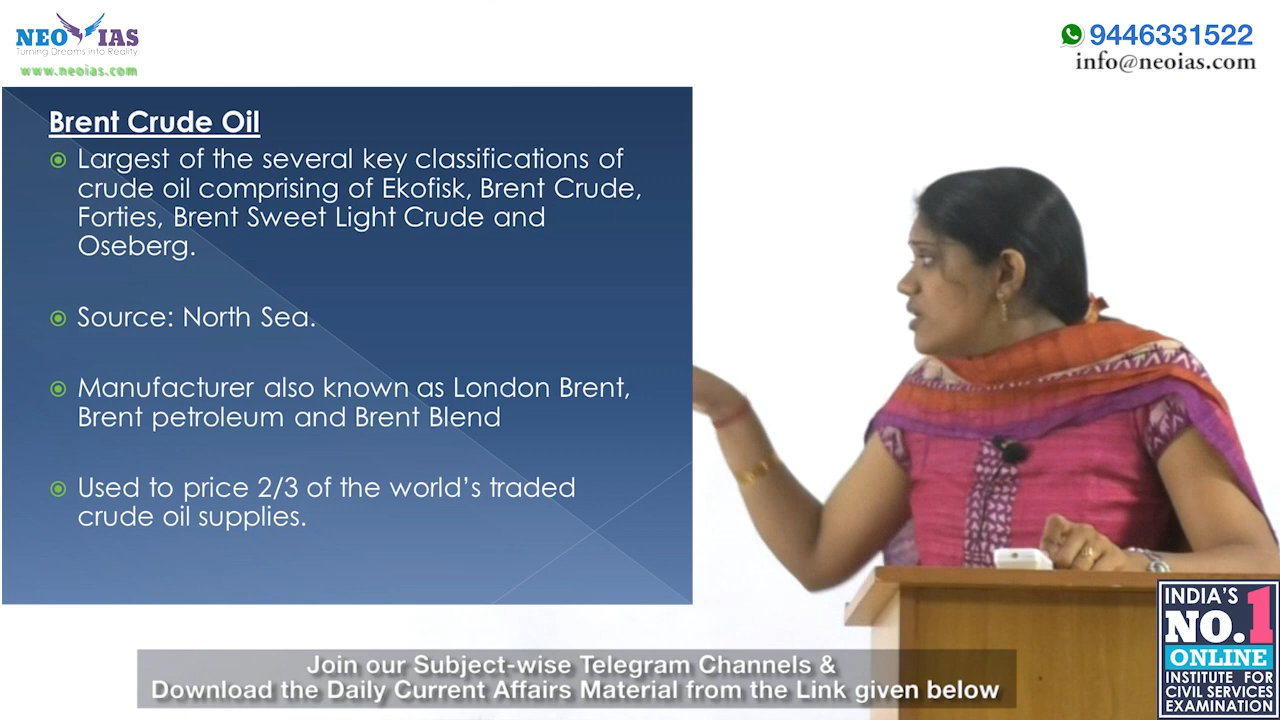 NEO IAS
Turning Dreams into Reality
www.neoias.com
9446331522
info@neoias.com
Brent Crude Oil
Largest of the several key classifications of
crude oil comprising of Ekofisk, Brent Crude,
Forties, Brent Sweet Light Crude and
Oseberg.
Source: North Sea.
Manufacturer also known as London Brent,
Brent petroleum and Brent Blend
Used to price 2/3 of the world's traded
crude oil supplies.
Join our Subject-wise Telegram Channels &
Download the Daily Current Affairs Material from the Link given below
INDIA'S
NO.1
ONLINE
INSTITUTE FOR
CIVIL SERVICES
EXAMINATION